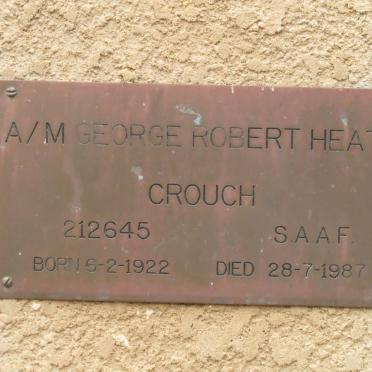 A/M GEORGE ROBERT HEAT
CROUCH
212645 S.A.A.F.
BORN 6-2-1922 DIED 28-7-1987